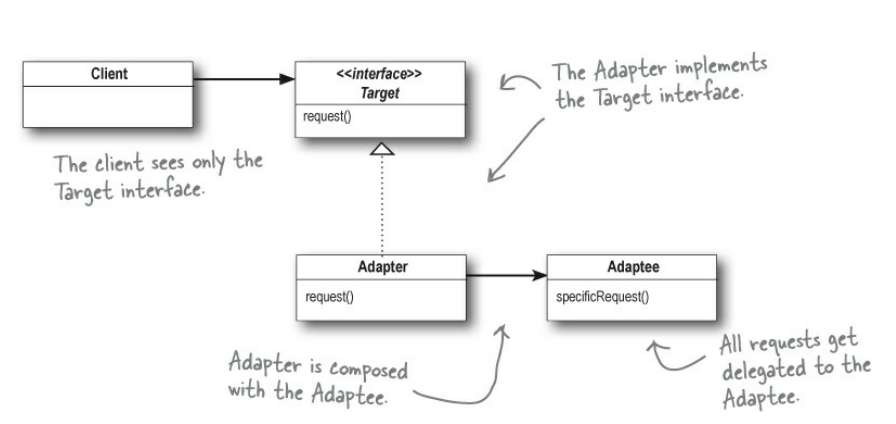 Client
<<interface>>
Target
request()
The Adapter implements
the Target interface.
The client sees only the
Target interface.
Adapter
request()
Adaptee
specificRequest()
Adapter is composed
with the Adaptee.
All requests get
delegated to the
Adaptee.